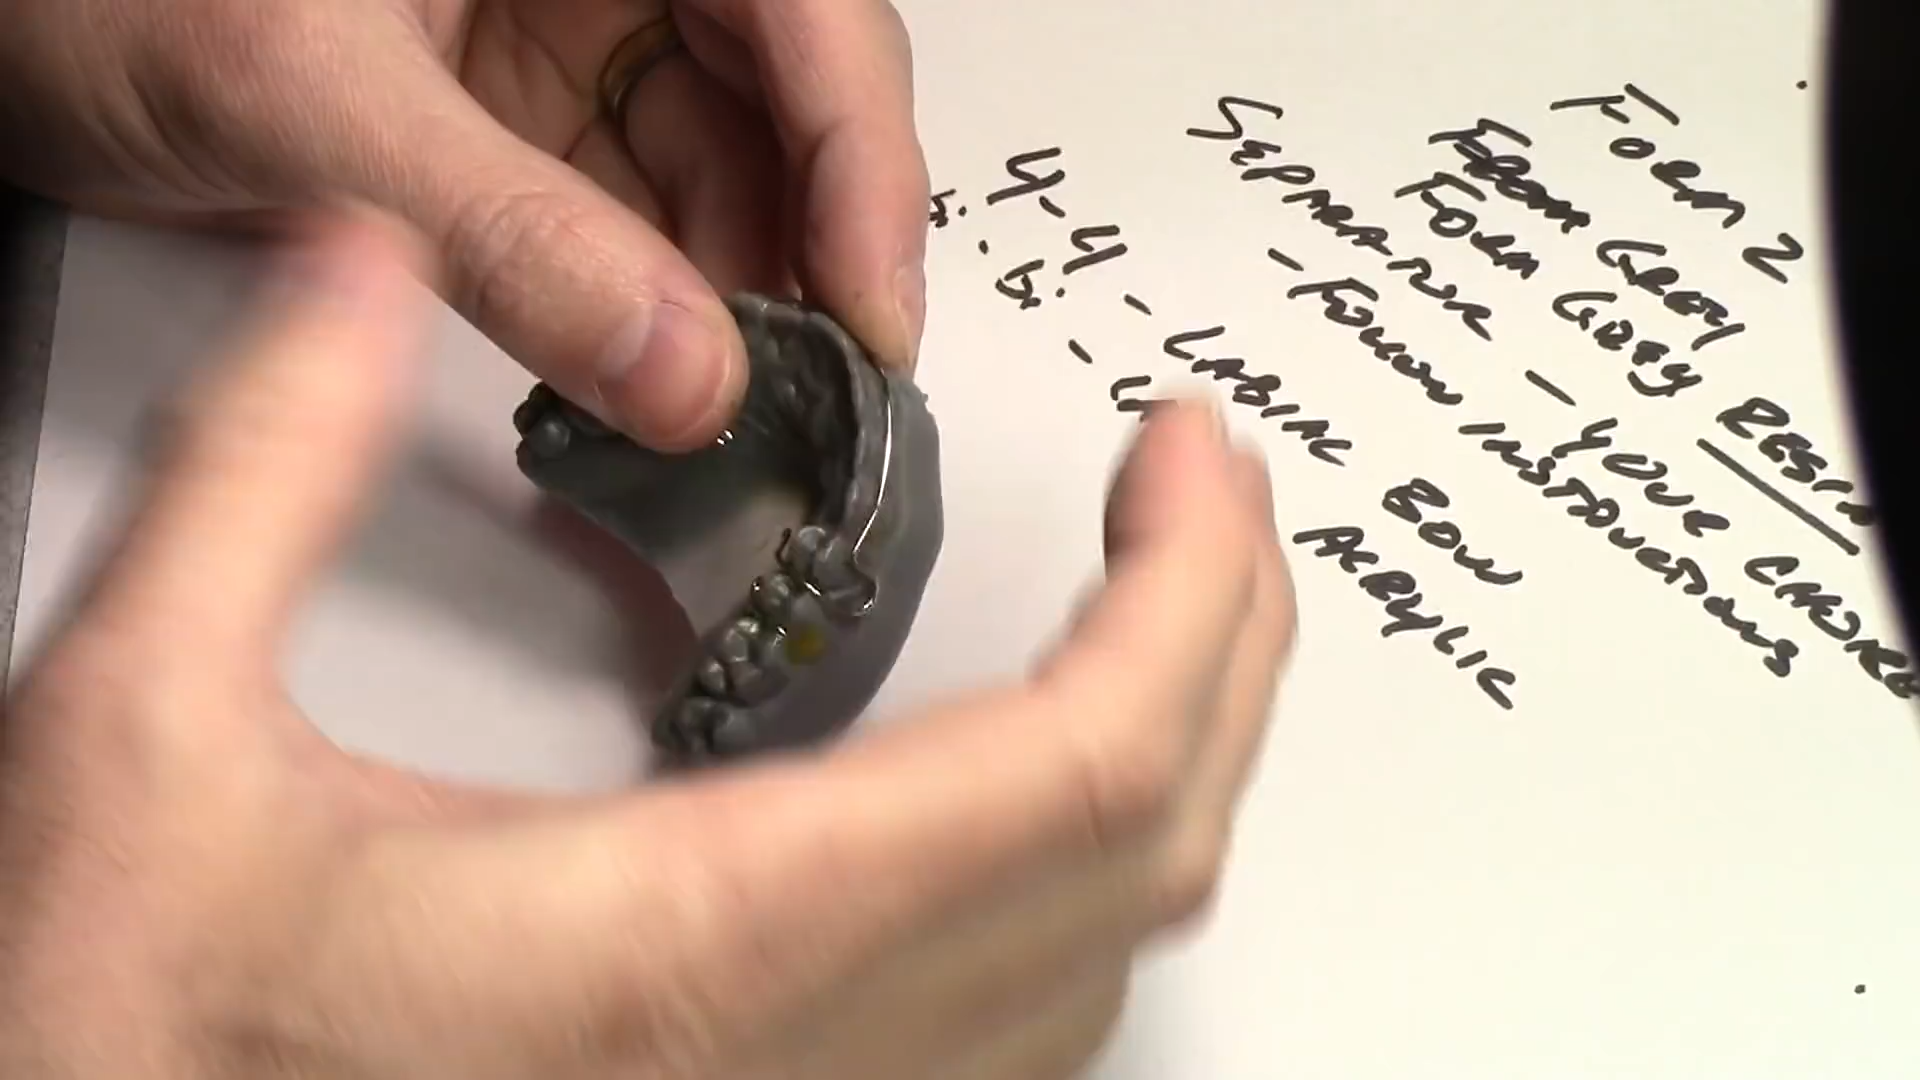 FORM 2
FORM GREY
FORM GREY RESIN
SEPARATOR - YOUR CHOICE
- FOLLOW INSTRUCTIONS
4-4 - LABIAL BOW
ACRYLIC